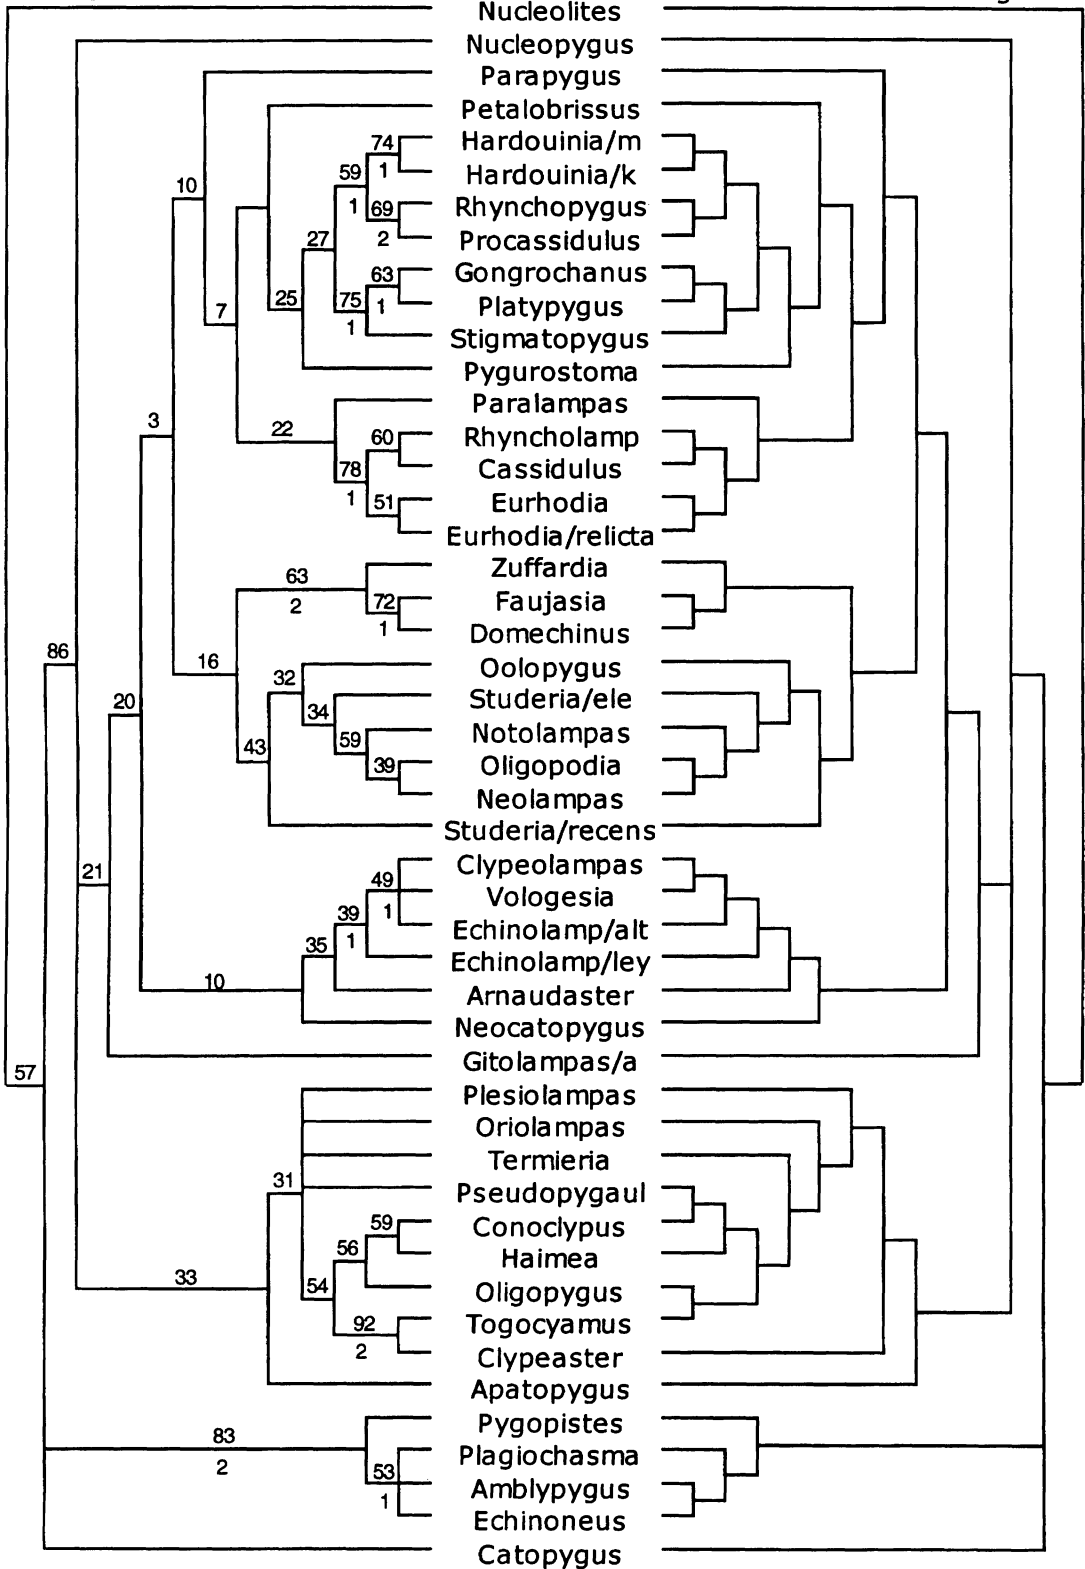 Nucleolites
Nucleopygus
Parapygus
Petalobrissus
74 Hardouinia/m
59 1 Hardouinia/k
10
1 69 Rhynchopygus
27 2 Procassidulus
63 Gongrochanus
7 25 75 1 Platypygus
1 Stigmatopygus
Pygurostoma
Paralampas
3 22 60 Rhyncholamp
78 Cassidulus
1 51 Eurhodia
Eurhodia/relicta
63 Zuffardia
2 72 Faujasia
1 Domechinus
86 16 32 Oolopygus
20 34 Studeria/ele
43 59 Notolampas
39 Oligopodia
Neolampas
Studeria/recens
21 49 Clypeolampas
Vologesia
39 1
35 1 Echinolamp/alt
Echinolamp/ley
10 Arnaudaster
Neocatopygus
57 Gitolampas/a
Plesiolampas
Oriolampas
Termieria
31 Pseudopygaul
59 Conoclypus
56 Haimea
33 54 Oligopygus
92 Togocyamus
2 Clypeaster
Apatopygus
83 Pygopistes
2 53 Plagiochasma
1 Amblypygus
Echinoneus
Catopygus